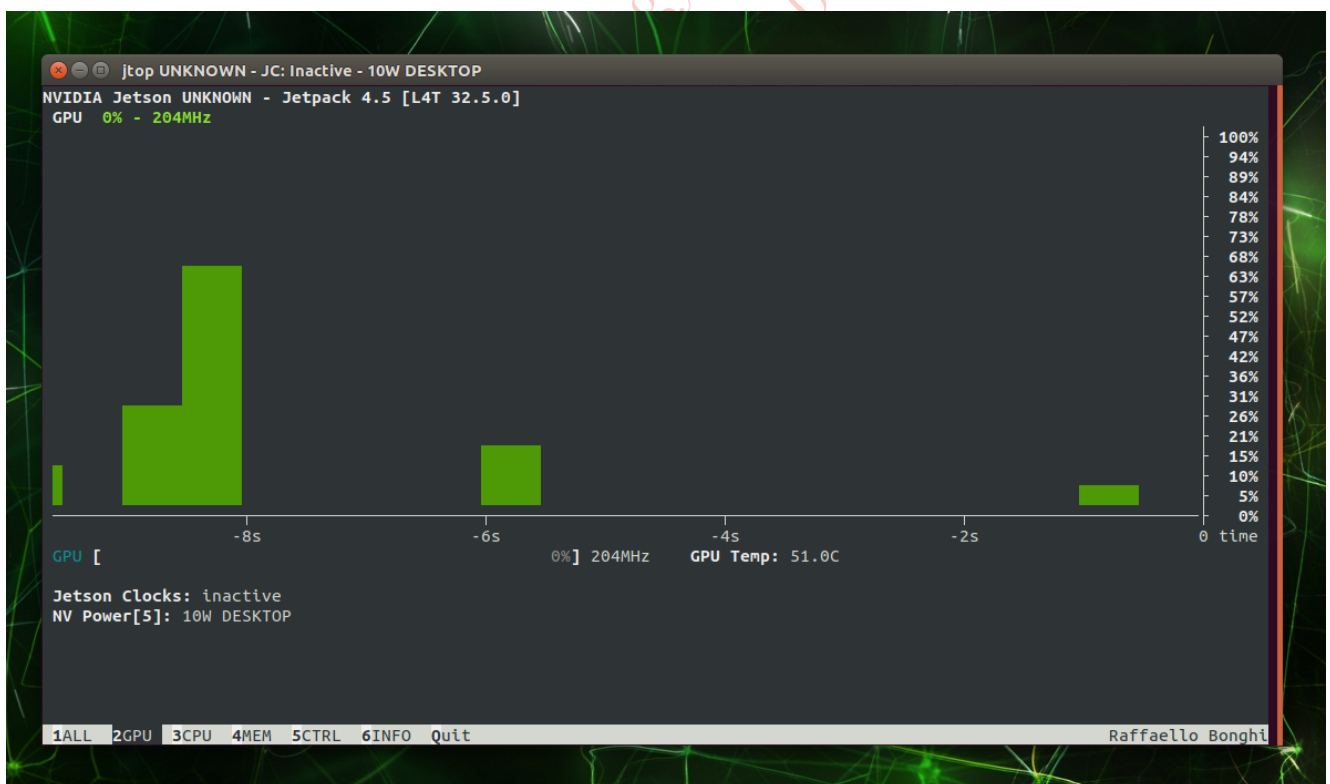 jtop UNKNOWN - JC: Inactive - 10W DESKTOP
NVIDIA Jetson UNKNOWN - Jetpack 4.5 [L4T 32.5.0]
GPU 0% - 204MHz
100%
94%
89%
84%
78%
73%
68%
63%
57%
52%
47%
42%
36%
31%
26%
21%
15%
10%
5%
0%
-8s -6s -4s -2s 0 time
GPU [ 0%] 204MHz GPU Temp: 51.0C
Jetson Clocks: inactive
NV Power[5]: 10W DESKTOP
1ALL 2GPU 3CPU 4MEM 5CTRL 6INFO Quit Raffaello Bonghi